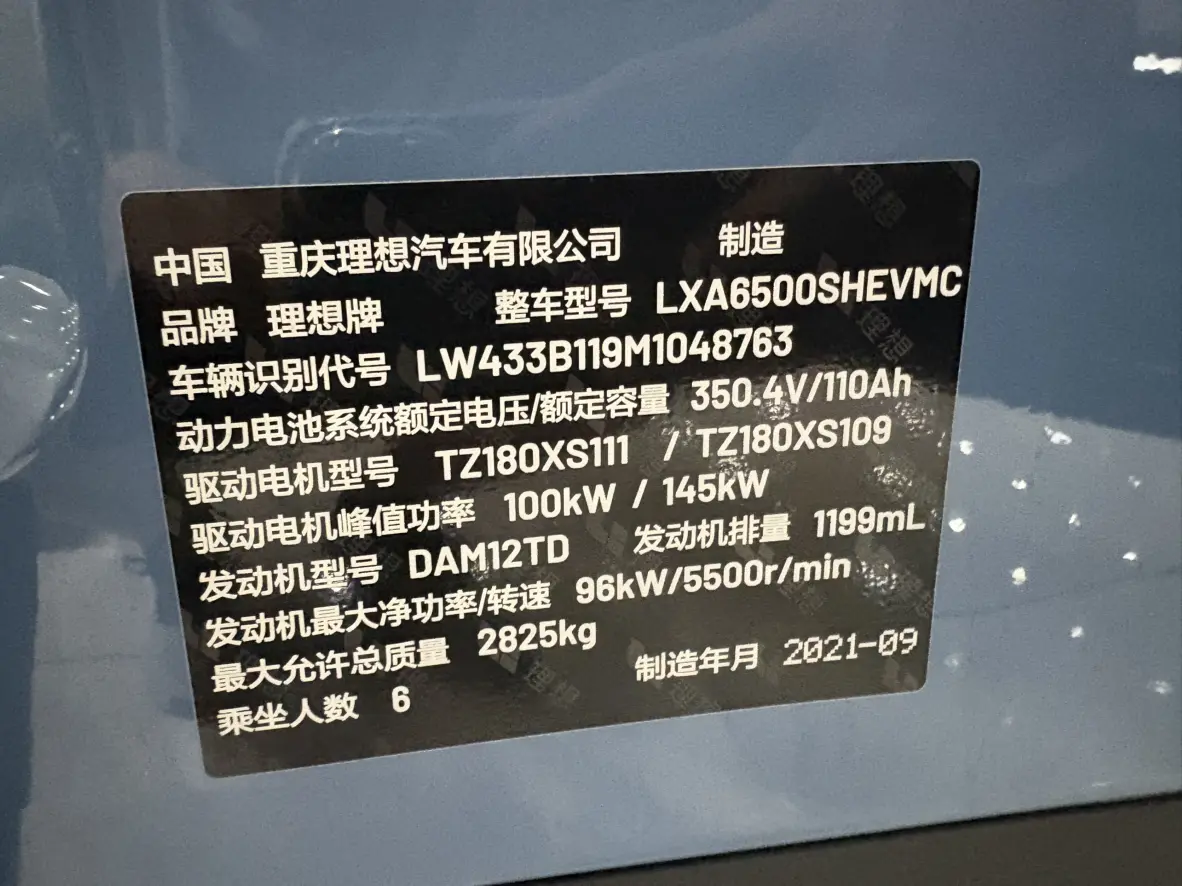 中国 重庆理想汽车有限公司 制造
品牌 理想牌 整车型号 LXA6500SHEVMC
车辆识别代号 LW433B119M1048763
动力电池系统额定电压/额定容量 350.4V/110Ah
驱动电机型号 TZ180XS111 / TZ180XS109
驱动电机峰值功率 100kW / 145kW
发动机型号 DAM12TD 发动机排量 1199mL
发动机最大净功率/转速 96kW/5500r/min
最大允许总质量 2825kg
乘坐人数 6 制造年月 2021-09